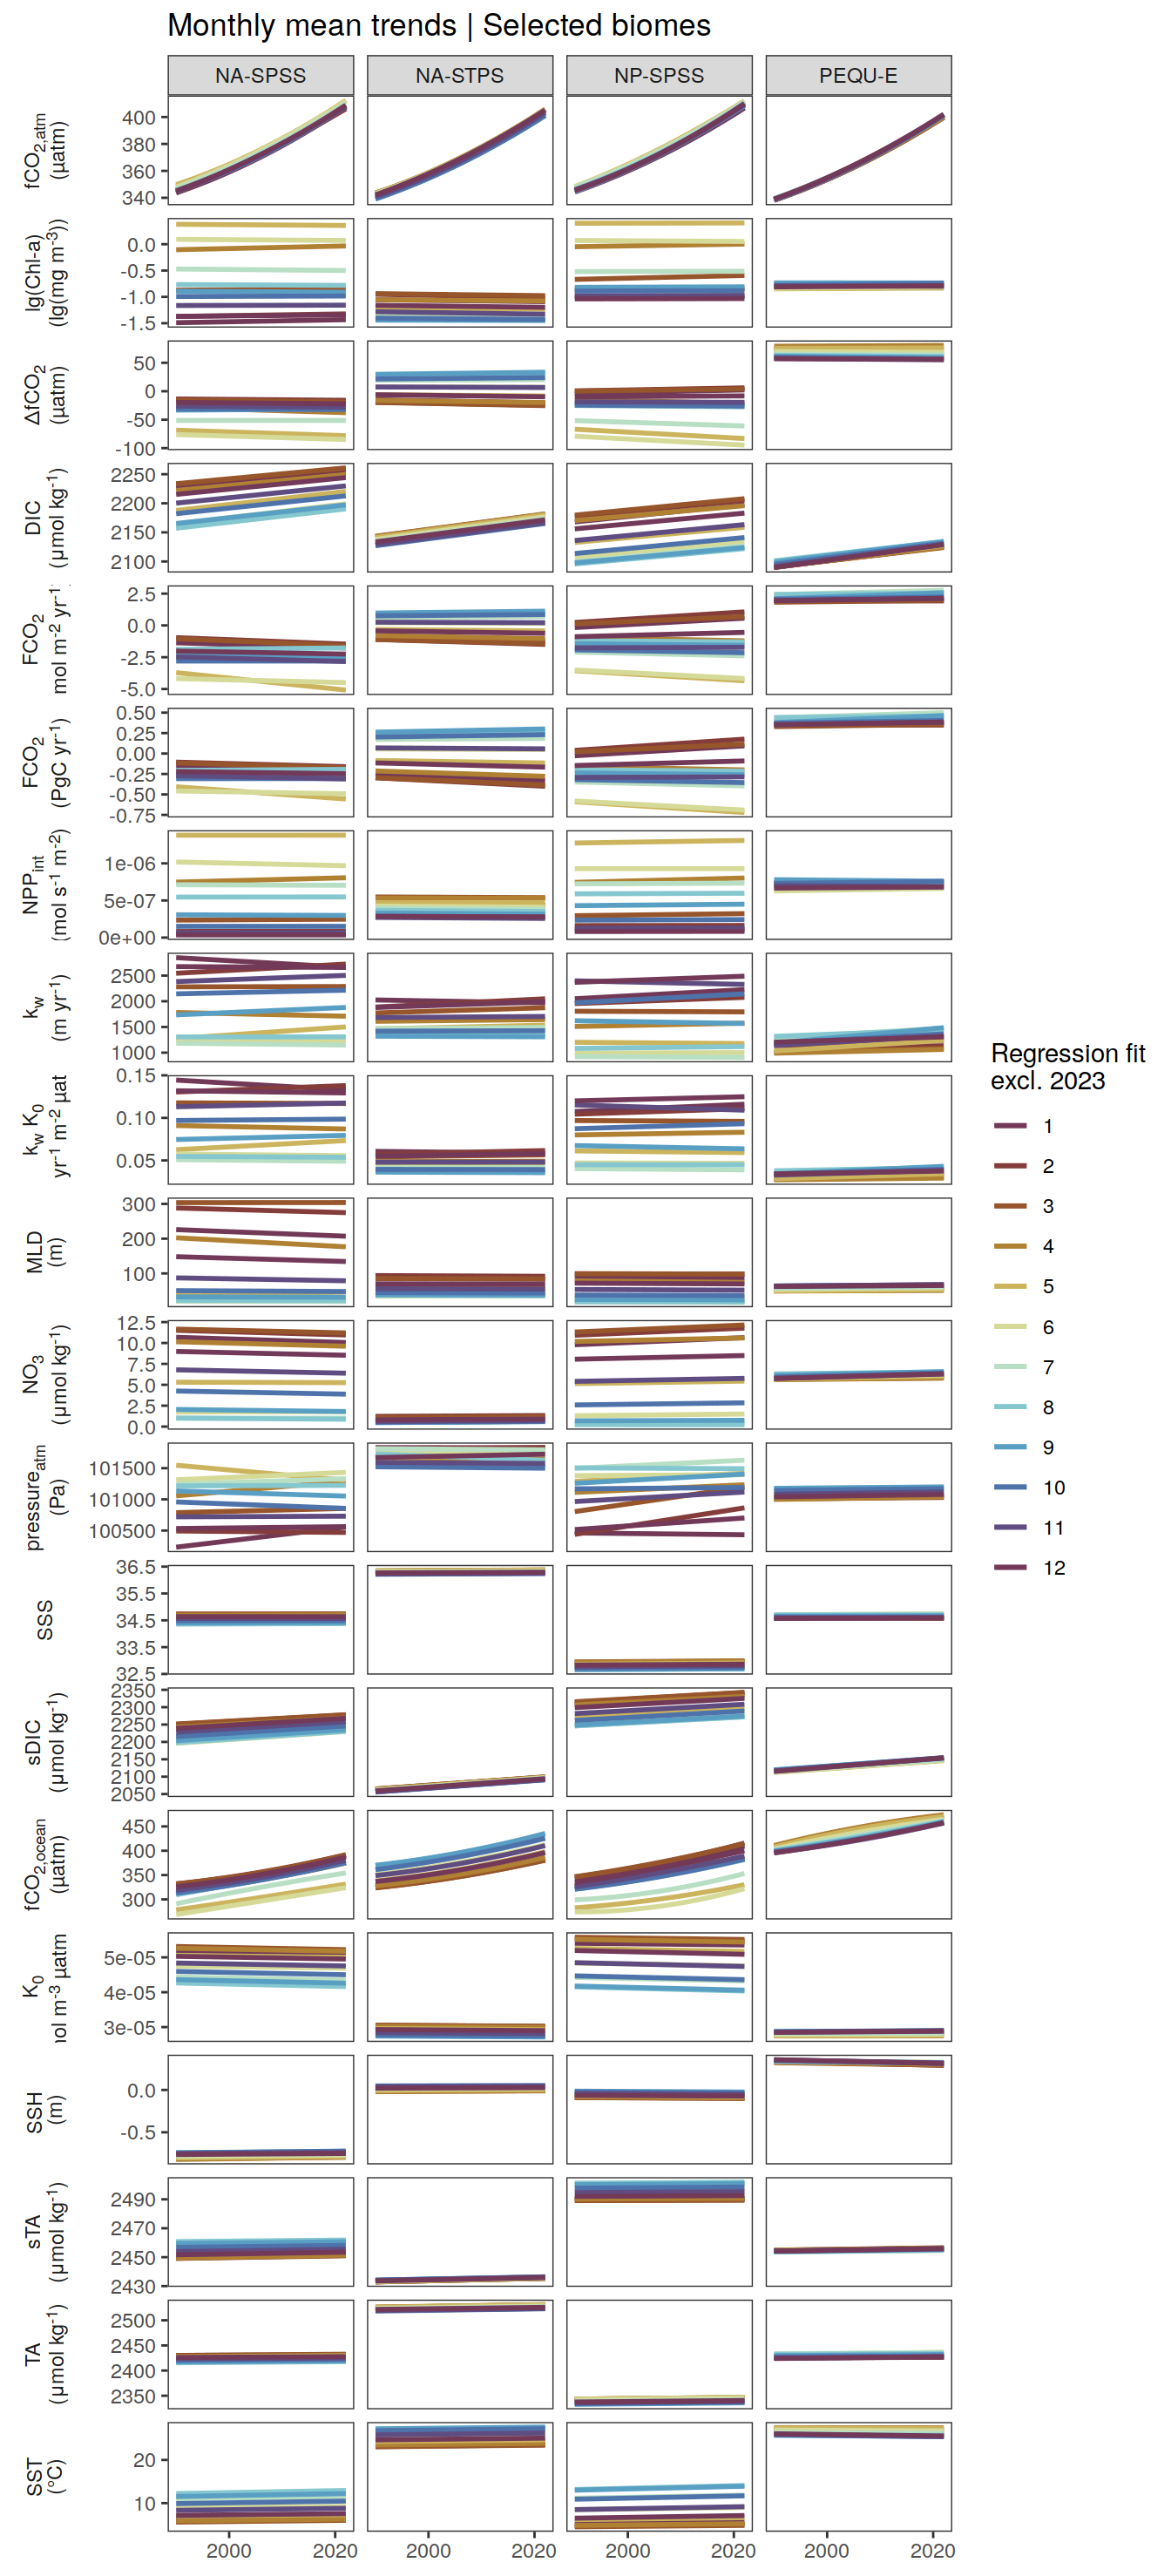 Monthly mean trends | Selected biomes
NA-SPSS NA-STPS NP-SPSS PEQU-E
fCO2,atm
(µatm)
400
380
360
340
lg(Chl-a)
(lg(mg m-3))
0.0
-0.5
-1.0
-1.5
ΔfCO2
(µatm)
50
0
-50
-100
DIC
(µmol kg-1)
2250
2200
2150
2100
FCO2
mol m-2 yr-1
2.5
0.0
-2.5
-5.0
FCO2
(PgC yr-1)
0.50
0.25
0.00
-0.25
-0.50
-0.75
NPPint
(mol s-1 m-2)
1e-06
5e-07
0e+00
kw
(m yr-1)
2500
2000
1500
1000
kw K0
yr-1 m-2 µat
0.15
0.10
0.05
MLD
(m)
300
200
100
NO3
(µmol kg-1)
12.5
10.0
7.5
5.0
2.5
0.0
pressureatm
(Pa)
101500
101000
100500
SSS
36.5
35.5
34.5
33.5
32.5
sDIC
(µmol kg-1)
2350
2300
2250
2200
2150
2100
2050
fCO2,ocean
(µatm)
450
400
350
300
K0
nol m-3 µatm
5e-05
4e-05
3e-05
SSH
(m)
0.0
-0.5
sTA
(µmol kg-1)
2490
2470
2450
2430
TA
(µmol kg-1)
2500
2450
2400
2350
SST
(°C)
20
10
2000 2020 2000 2020 2000 2020 2000 2020
Regression fit
excl. 2023
1
2
3
4
5
6
7
8
9
10
11
12